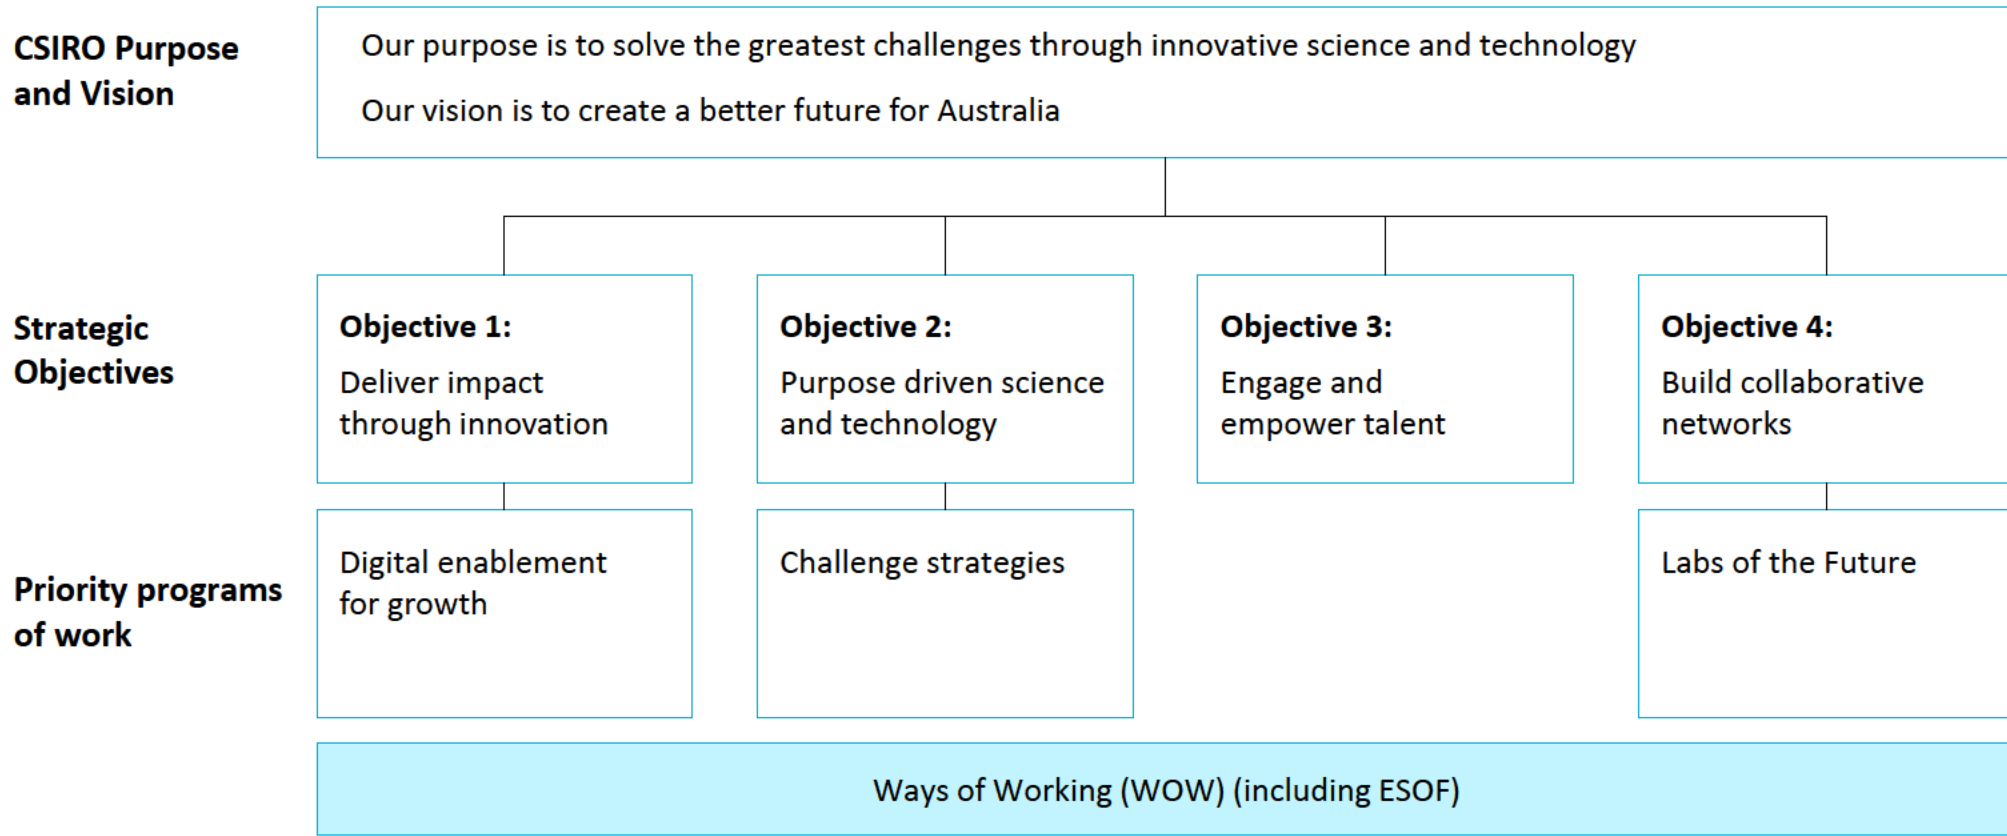 CSIRO Purpose
and Vision
Our purpose is to solve the greatest challenges through innovative science and technology
Our vision is to create a better future for Australia
Strategic
Objectives
Objective 1:
Deliver impact
through innovation
Objective 2:
Purpose driven science
and technology
Objective 3:
Engage and
empower talent
Objective 4:
Build collaborative
networks
Priority programs
of work
Digital enablement
for growth
Challenge strategies
Labs of the Future
Ways of Working (WOW) (including ESOF)